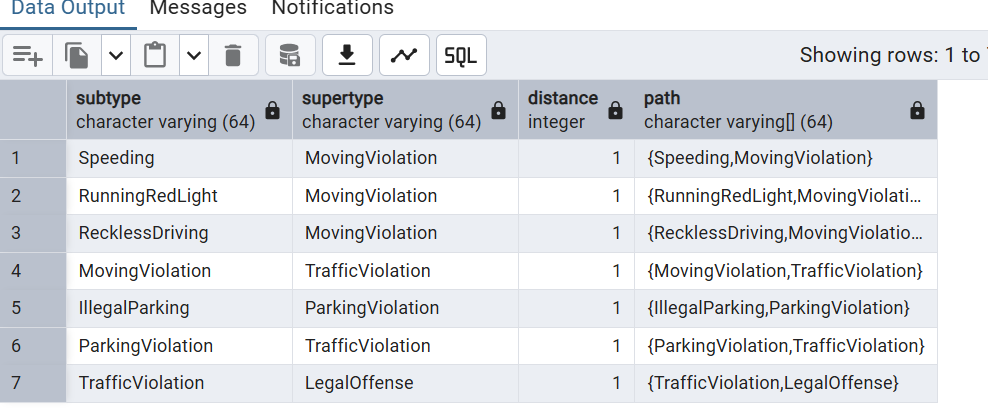 Data Output Messages Notifications
SQL Showing rows: 1 to
subtype supertype distance path
character varying (64) character varying (64) integer character varying[] (64)
1 Speeding MovingViolation 1 {Speeding,MovingViolation}
2 RunningRedLight MovingViolation 1 {RunningRedLight,MovingViolati...
3 RecklessDriving MovingViolation 1 {RecklessDriving,MovingViolatio...
4 MovingViolation TrafficViolation 1 {MovingViolation,TrafficViolation}
5 IllegalParking ParkingViolation 1 {IllegalParking,ParkingViolation}
6 ParkingViolation TrafficViolation 1 {ParkingViolation,TrafficViolation}
7 TrafficViolation LegalOffense 1 {TrafficViolation,LegalOffense}